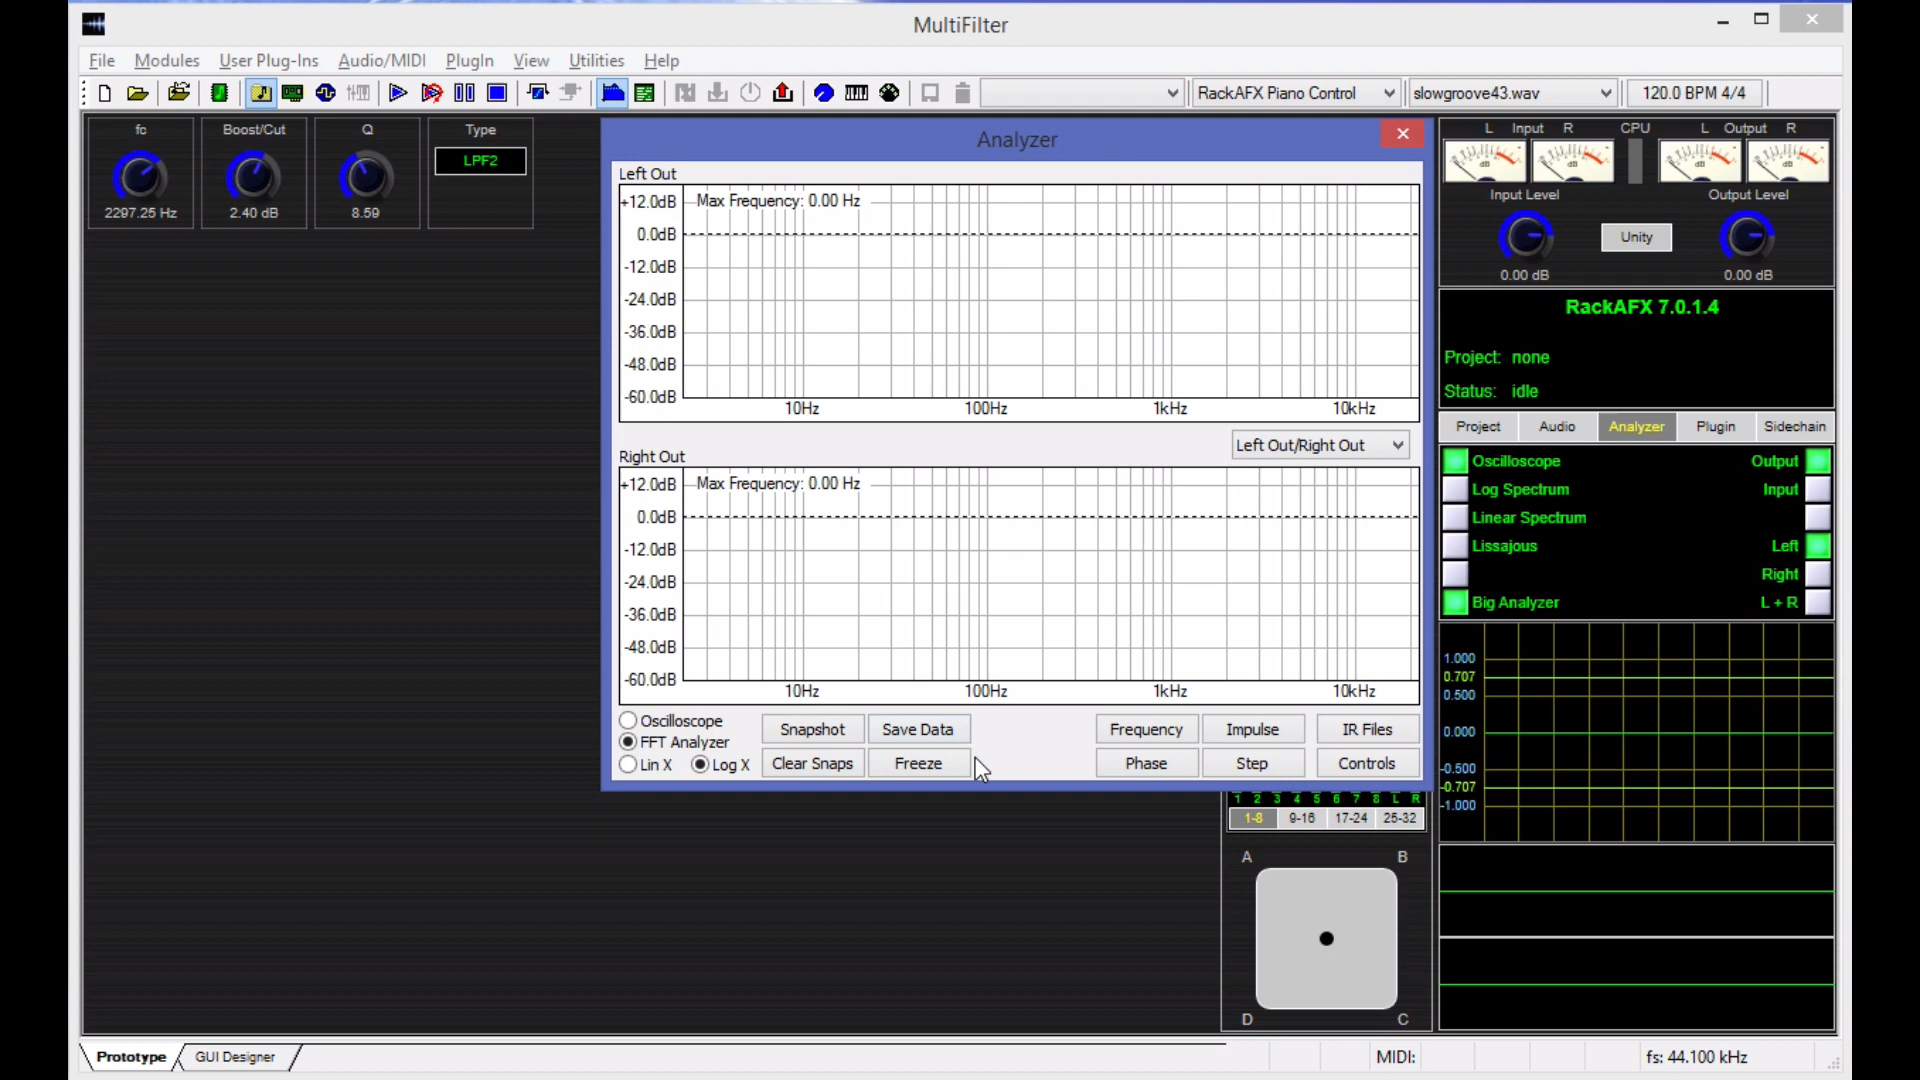 MultiFilter
File Modules User Plug-Ins Audio/MIDI PlugIn View Utilities Help
RackAFX Piano Control slowgroove43.wav 120.0 BPM 4/4
fc Boost/Cut Q Type
LPF2
2297.25 Hz 2.40 dB 8.59
Analyzer
Left Out
+12.0dB Max Frequency: 0.00 Hz
0.0dB
-12.0dB
-24.0dB
-36.0dB
-48.0dB
-60.0dB
10Hz 100Hz 1kHz 10kHz
Left Out/Right Out
Right Out
+12.0dB Max Frequency: 0.00 Hz
0.0dB
-12.0dB
-24.0dB
-36.0dB
-48.0dB
-60.0dB
10Hz 100Hz 1kHz 10kHz
Oscilloscope
FFT Analyzer
Lin X Log X
Snapshot Save Data Frequency Impulse IR Files
Clear Snaps Freeze Phase Step Controls
1 2 3 4 5 6 7 8 L R
1-8 9-16 17-24 25-32
A B
D C
L Input R CPU L Output R
Input Level Output Level
Unity
0.00 dB 0.00 dB
RackAFX 7.0.1.4
Project: none
Status: idle
Project Audio Analyzer Plugin Sidechain
Oscilloscope Output
Log Spectrum Input
Linear Spectrum
Lissajous Left
Right
Big Analyzer L + R
1.000
0.707
0.500
0.000
-0.500
-0.707
-1.000
Prototype GUI Designer MIDI: fs: 44.100 kHz